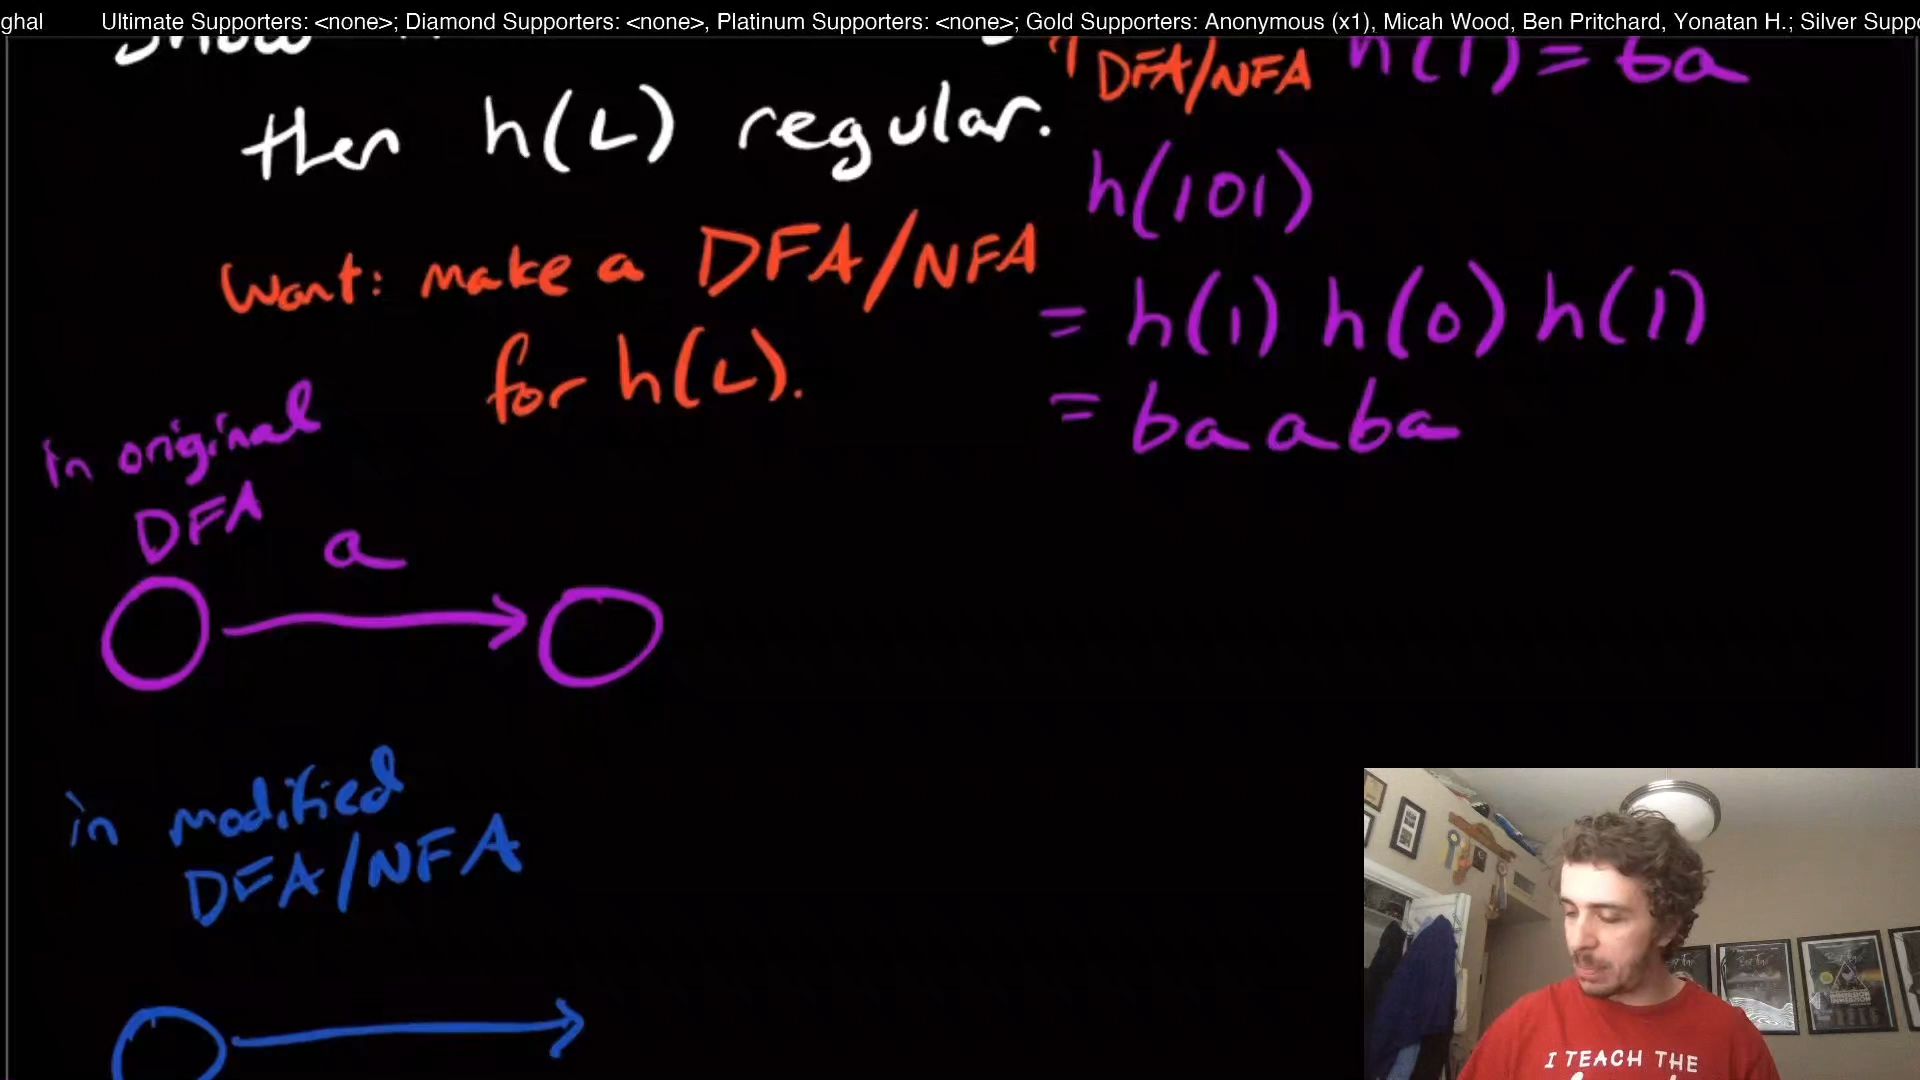 ghal Ultimate Supporters: <none>; Diamond Supporters: <none>, Platinum Supporters: <none>; Gold Supporters: Anonymous (x1), Micah Wood, Ben Pritchard, Yonatan H.; Silver Suppo
show
then h(L) regular.
Want: make a DFA/NFA
for h(L).
DFA/NFA
h(1) = ba
h(101)
= h(1) h(0) h(1)
= baaba
in original
DFA
a
in modified
DFA/NFA
I TEACH THE